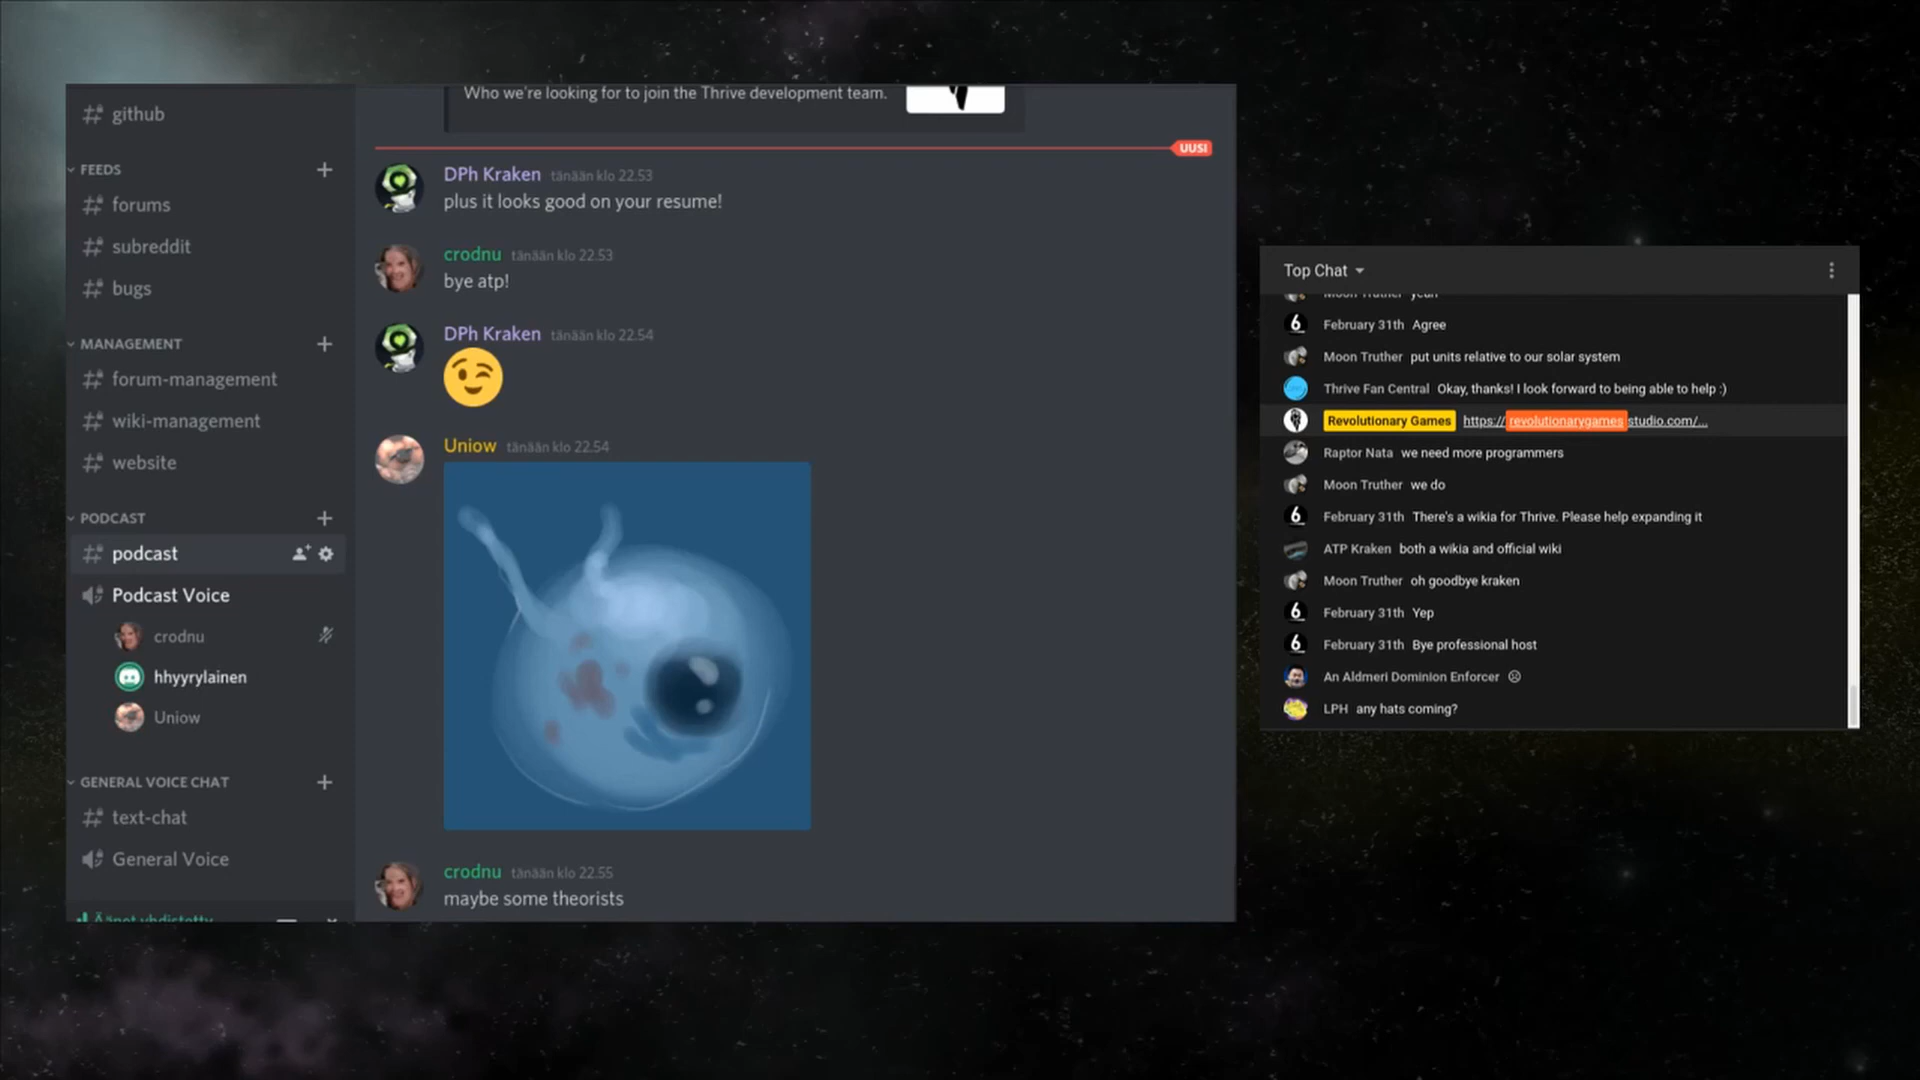 github
FEEDS
forums
subreddit
bugs
MANAGEMENT
forum-management
wiki-management
website
PODCAST
podcast
Podcast Voice
crodnu
hhyyrylainen
Uniow
GENERAL VOICE CHAT
text-chat
General Voice
Äänet yhdistetty
Who we're looking for to join the Thrive development team.
UUSI
DPh Kraken tänään klo 22.53
plus it looks good on your resume!
crodnu tänään klo 22.53
bye atp!
DPh Kraken tänään klo 22.54
Uniow tänään klo 22.54
crodnu tänään klo 22.55
maybe some theorists
Top Chat
Moon Truther yeah
February 31th Agree
Moon Truther put units relative to our solar system
Thrive Fan Central Okay, thanks! I look forward to being able to help :)
Revolutionary Games https://revolutionarygamesstudio.com/...
Raptor Nata we need more programmers
Moon Truther we do
February 31th There's a wikia for Thrive. Please help expanding it
ATP Kraken both a wikia and official wiki
Moon Truther oh goodbye kraken
February 31th Yep
February 31th Bye professional host
An Aldmeri Dominion Enforcer ☹
LPH any hats coming?